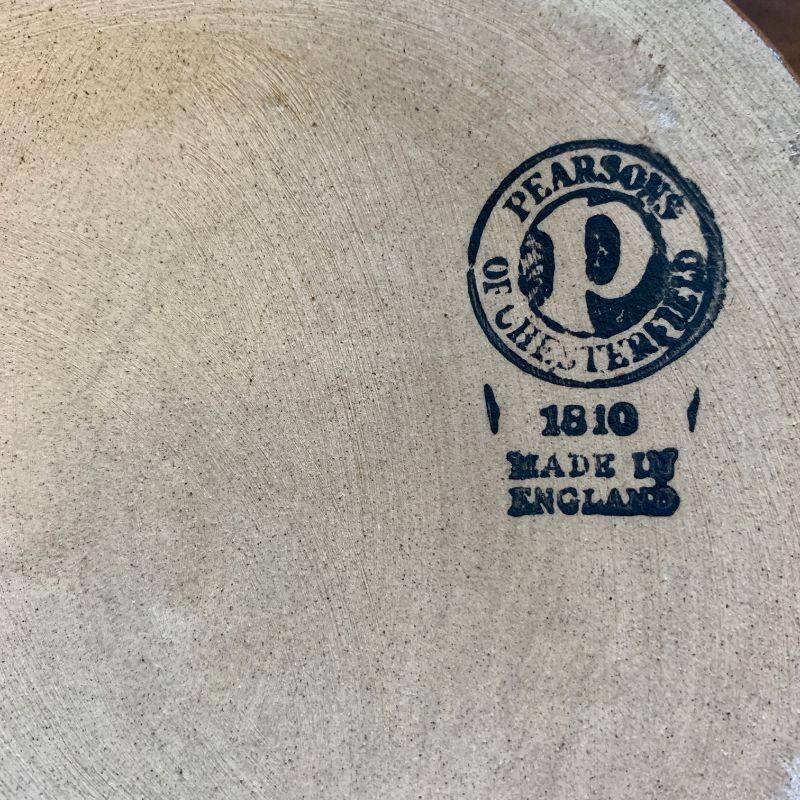 PEARSONS
P
OF CHESTERFIELD
1810
MADE IN
ENGLAND